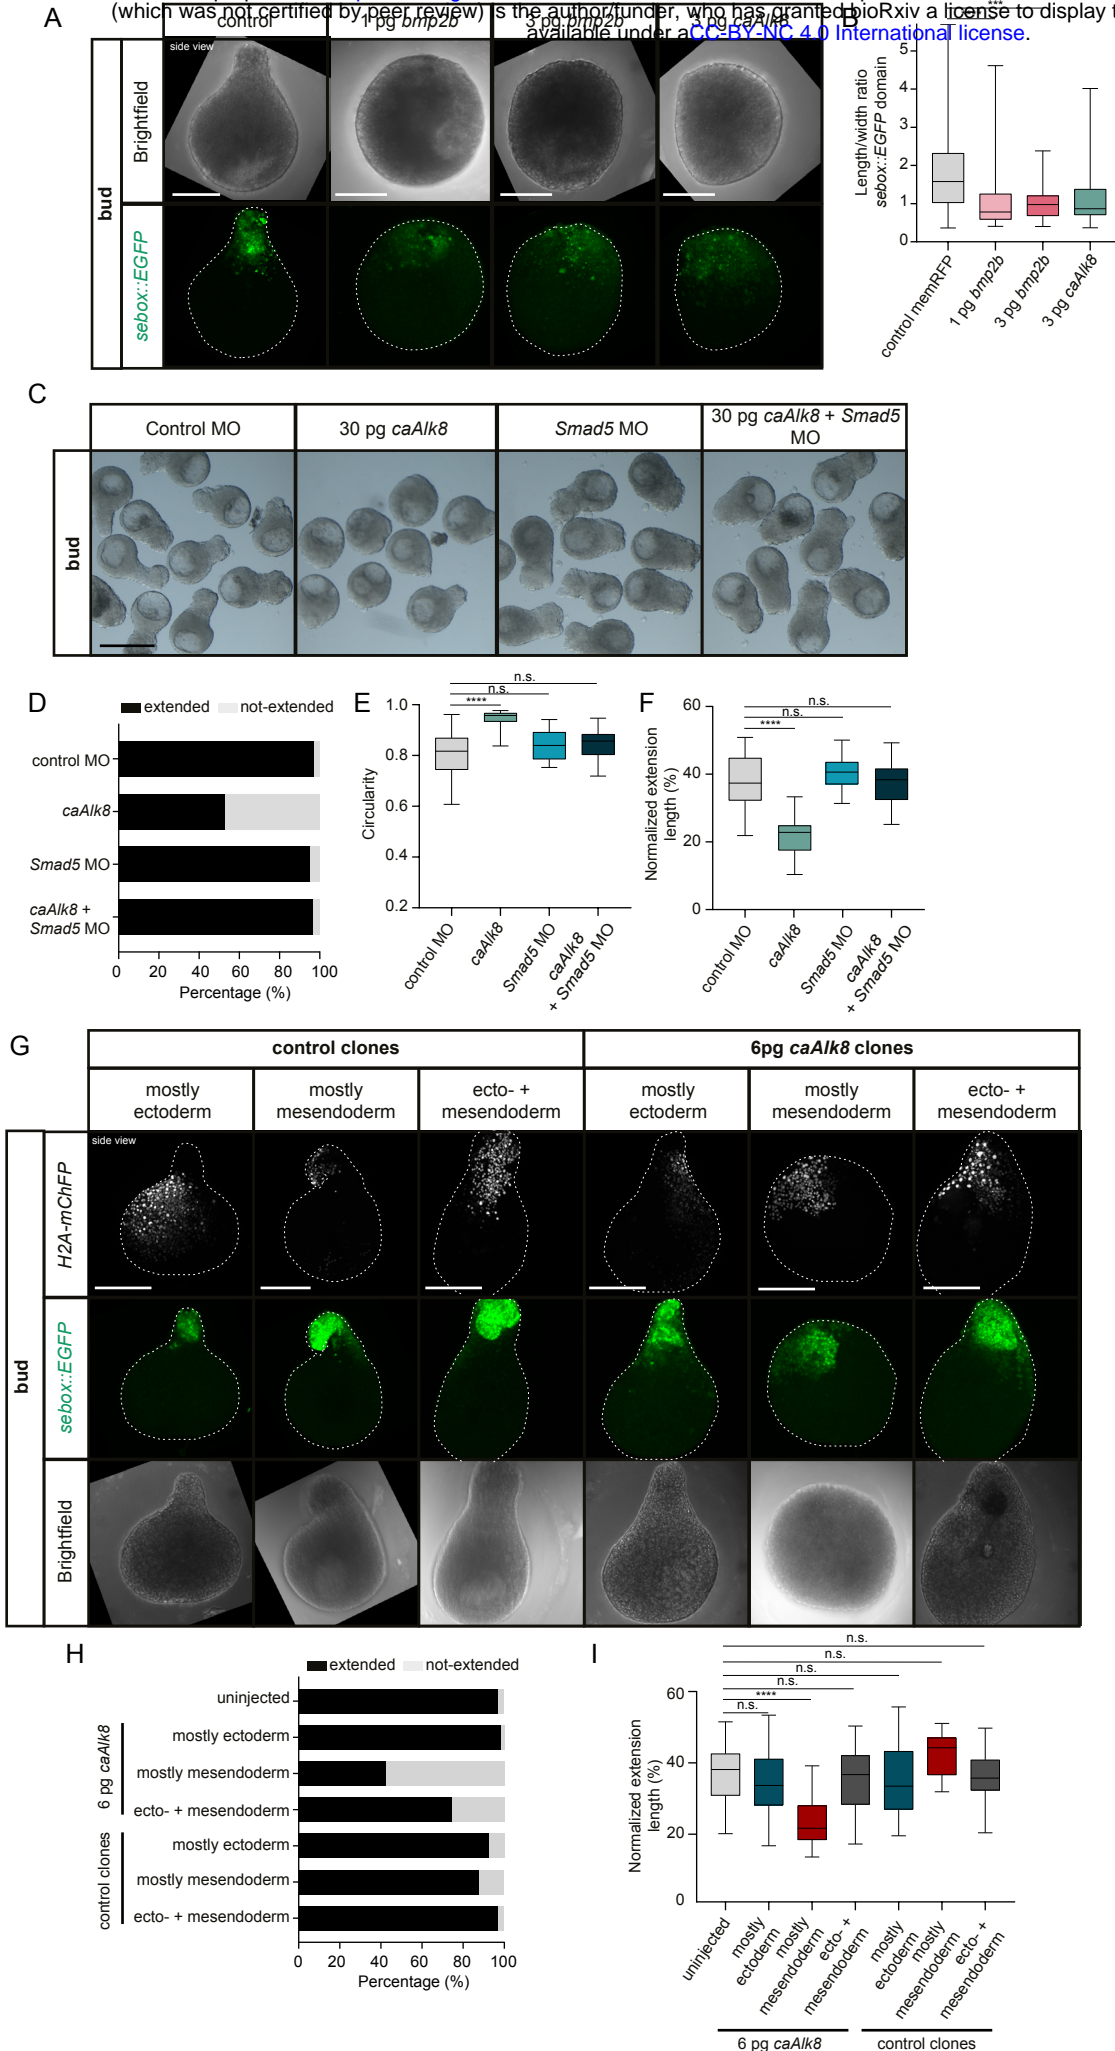 (which was not certified by peer review) is the author/funder, who has granted bioRxiv a license to display t
available under aCC-BY-NC 4.0 International license.
A
control
1 pg bmp2b
3 pg bmp2b
3 pg caAlk8
bud
Brightfield
side view
sebox::EGFP
B
***
Length/width ratio
sebox::EGFP domain
5
4
3
2
1
0
control memRFP
1 pg bmp2b
3 pg bmp2b
3 pg caAlk8
C
Control MO
30 pg caAlk8
Smad5 MO
30 pg caAlk8 + Smad5
MO
bud
D
extended
not-extended
control MO
caAlk8
Smad5 MO
caAlk8 +
Smad5 MO
0 20 40 60 80 100
Percentage (%)
E
n.s.
n.s.
****
Circularity
1.0
0.8
0.6
0.4
0.2
control MO
caAlk8
Smad5 MO
caAlk8
+ Smad5 MO
F
n.s.
n.s.
****
Normalized extension
length (%)
60
40
20
0
control MO
caAlk8
Smad5 MO
caAlk8
+ Smad5 MO
G
control clones
6pg caAlk8 clones
mostly
ectoderm
mostly
mesendoderm
ecto- +
mesendoderm
mostly
ectoderm
mostly
mesendoderm
ecto- +
mesendoderm
bud
H2A-mChFP
side view
sebox::EGFP
Brightfield
H
extended
not-extended
uninjected
6 pg caAlk8
mostly ectoderm
mostly mesendoderm
ecto- + mesendoderm
control clones
mostly ectoderm
mostly mesendoderm
ecto- + mesendoderm
0 20 40 60 80 100
Percentage (%)
I
n.s.
n.s.
n.s.
n.s.
****
n.s.
Normalized extension
length (%)
60
40
20
0
uninjected
mostly
ectoderm
mostly
mesendoderm
ecto- +
mesendoderm
mostly
ectoderm
mostly
mesendoderm
ecto- +
mesendoderm
6 pg caAlk8
control clones